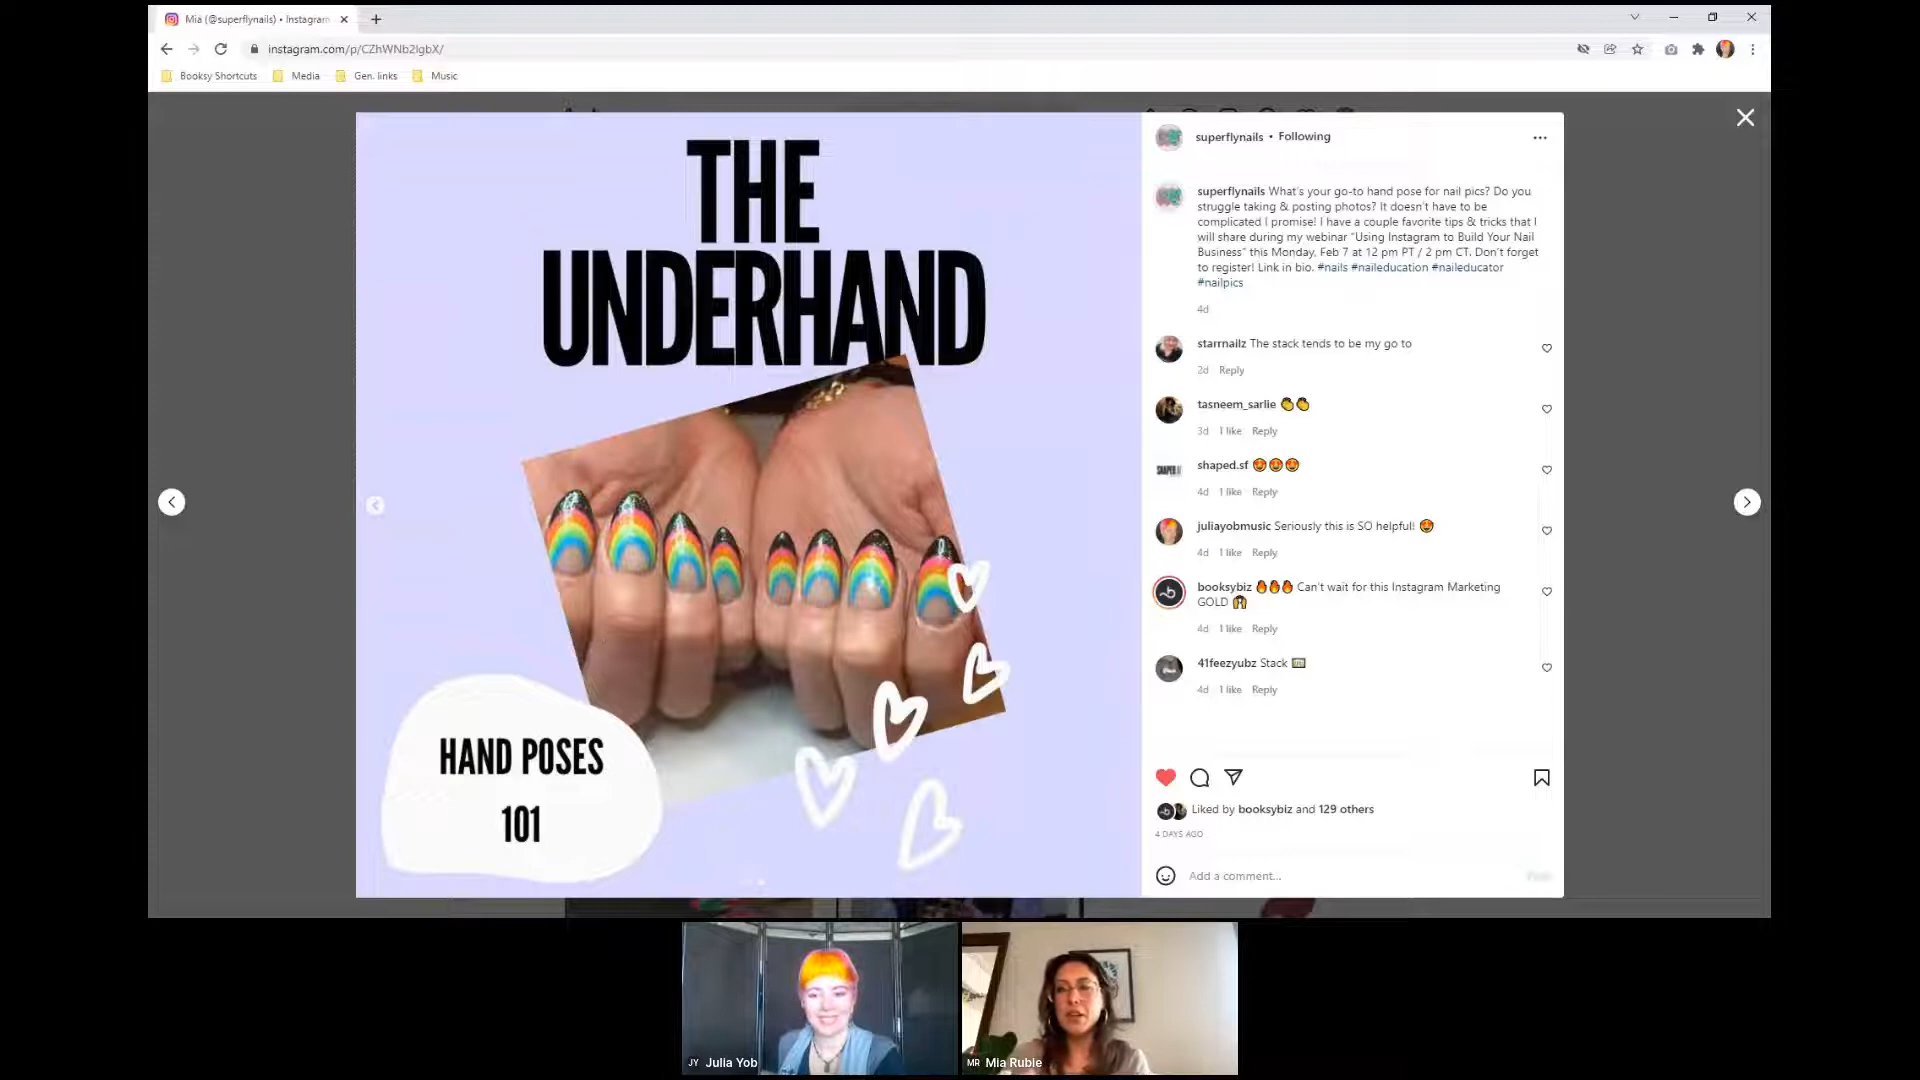 Mia (@superflynails) • Instagram
instagram.com/p/CZhWNb2lgbX/
Booksy Shortcuts Media Gen. links Music
THE
UNDERHAND
HAND POSES
101
superflynails • Following
superflynails What's your go-to hand pose for nail pics? Do you
struggle taking & posting photos? It doesn't have to be
complicated I promise! I have a couple favorite tips & tricks that I
will share during my webinar "Using Instagram to Build Your Nail
Business" this Monday, Feb 7 at 12 pm PT / 2 pm CT. Don't forget
to register! Link in bio. #nails #naileducation #naileducator
#nailpics
4d
starrnailz The stack tends to be my go to
2d Reply
tasneem_sarlie 👏👏
3d 1 like Reply
SHAPED
shaped.sf 😍😍😍
4d 1 like Reply
juliayobmusic Seriously this is SO helpful! 😍
4d 1 like Reply
booksybiz 🔥🔥🔥 Can't wait for this Instagram Marketing
GOLD 🙌
4d 1 like Reply
41feezyubz Stack 💵
4d 1 like Reply
Liked by booksybiz and 129 others
4 DAYS AGO
Add a comment...
JY Julia Yob
MR Mia Rubie